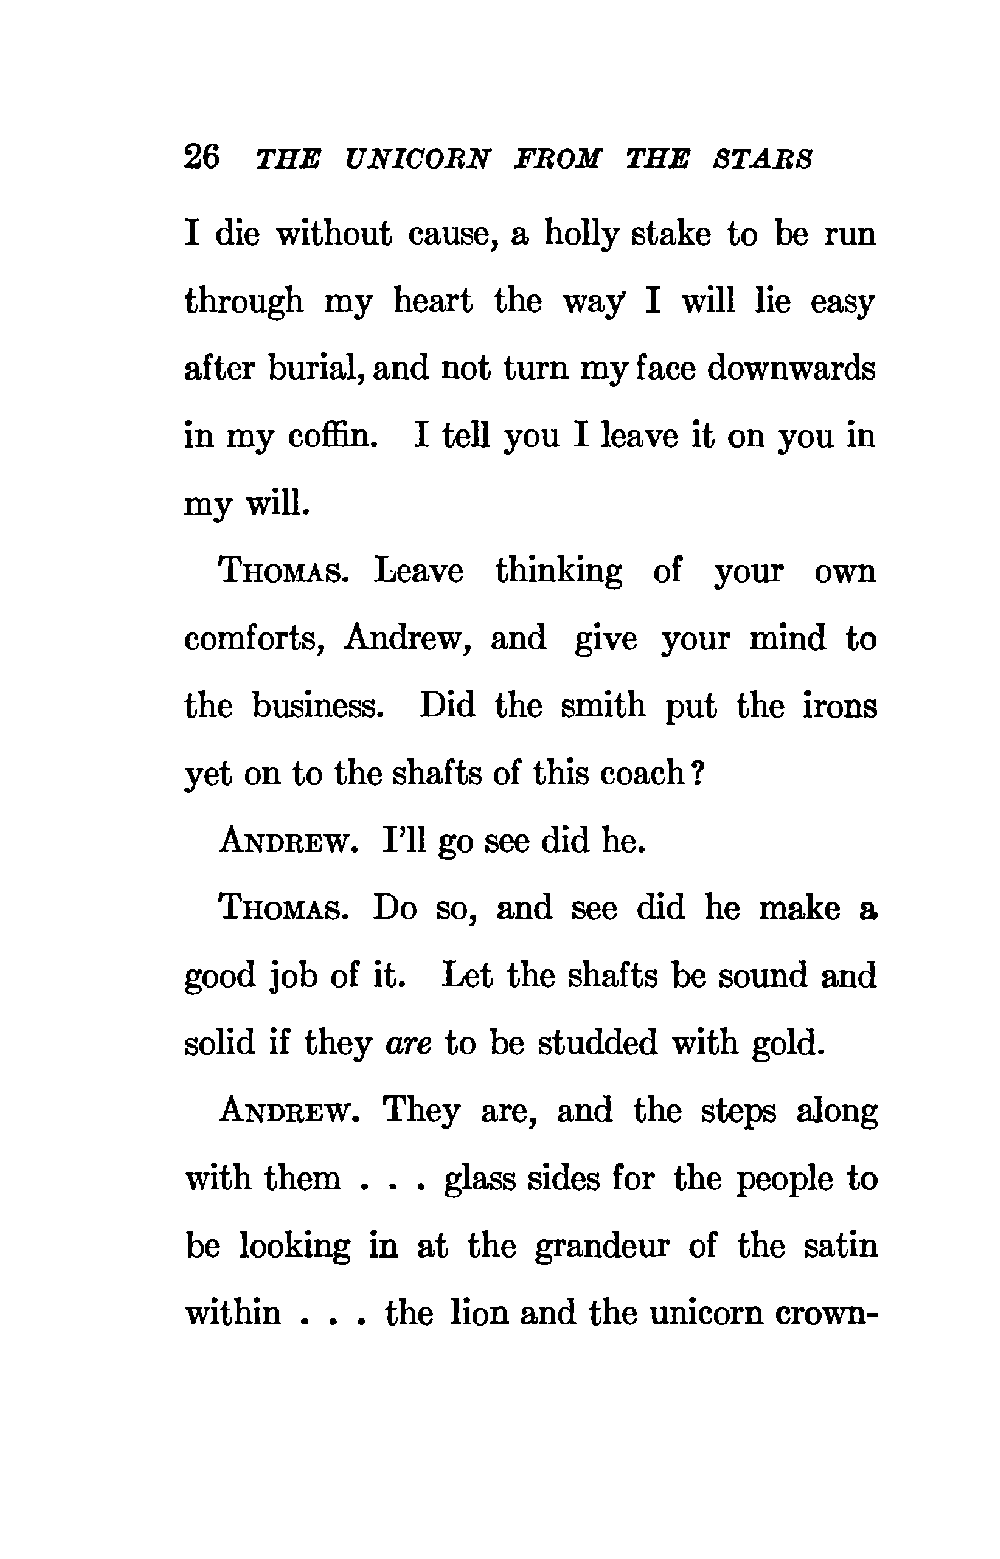 26 THE UNICORN FROM THE STARS
I die without cause, a holly stake to be run
through my heart the way I will lie easy
after burial, and not turn my face downwards
in my coffin. I tell you I leave it on you in
my will.
THOMAS. Leave thinking of your own
comforts, Andrew, and give your mind to
the business. Did the smith put the irons
yet on to the shafts of this coach?
ANDREW. I'll go see did he.
THOMAS. Do so, and see did he make a
good job of it. Let the shafts be sound and
solid if they are to be studded with gold.
ANDREW. They are, and the steps along
with them . . . glass sides for the people to
be looking in at the grandeur of the satin
within . . . the lion and the unicorn crown-